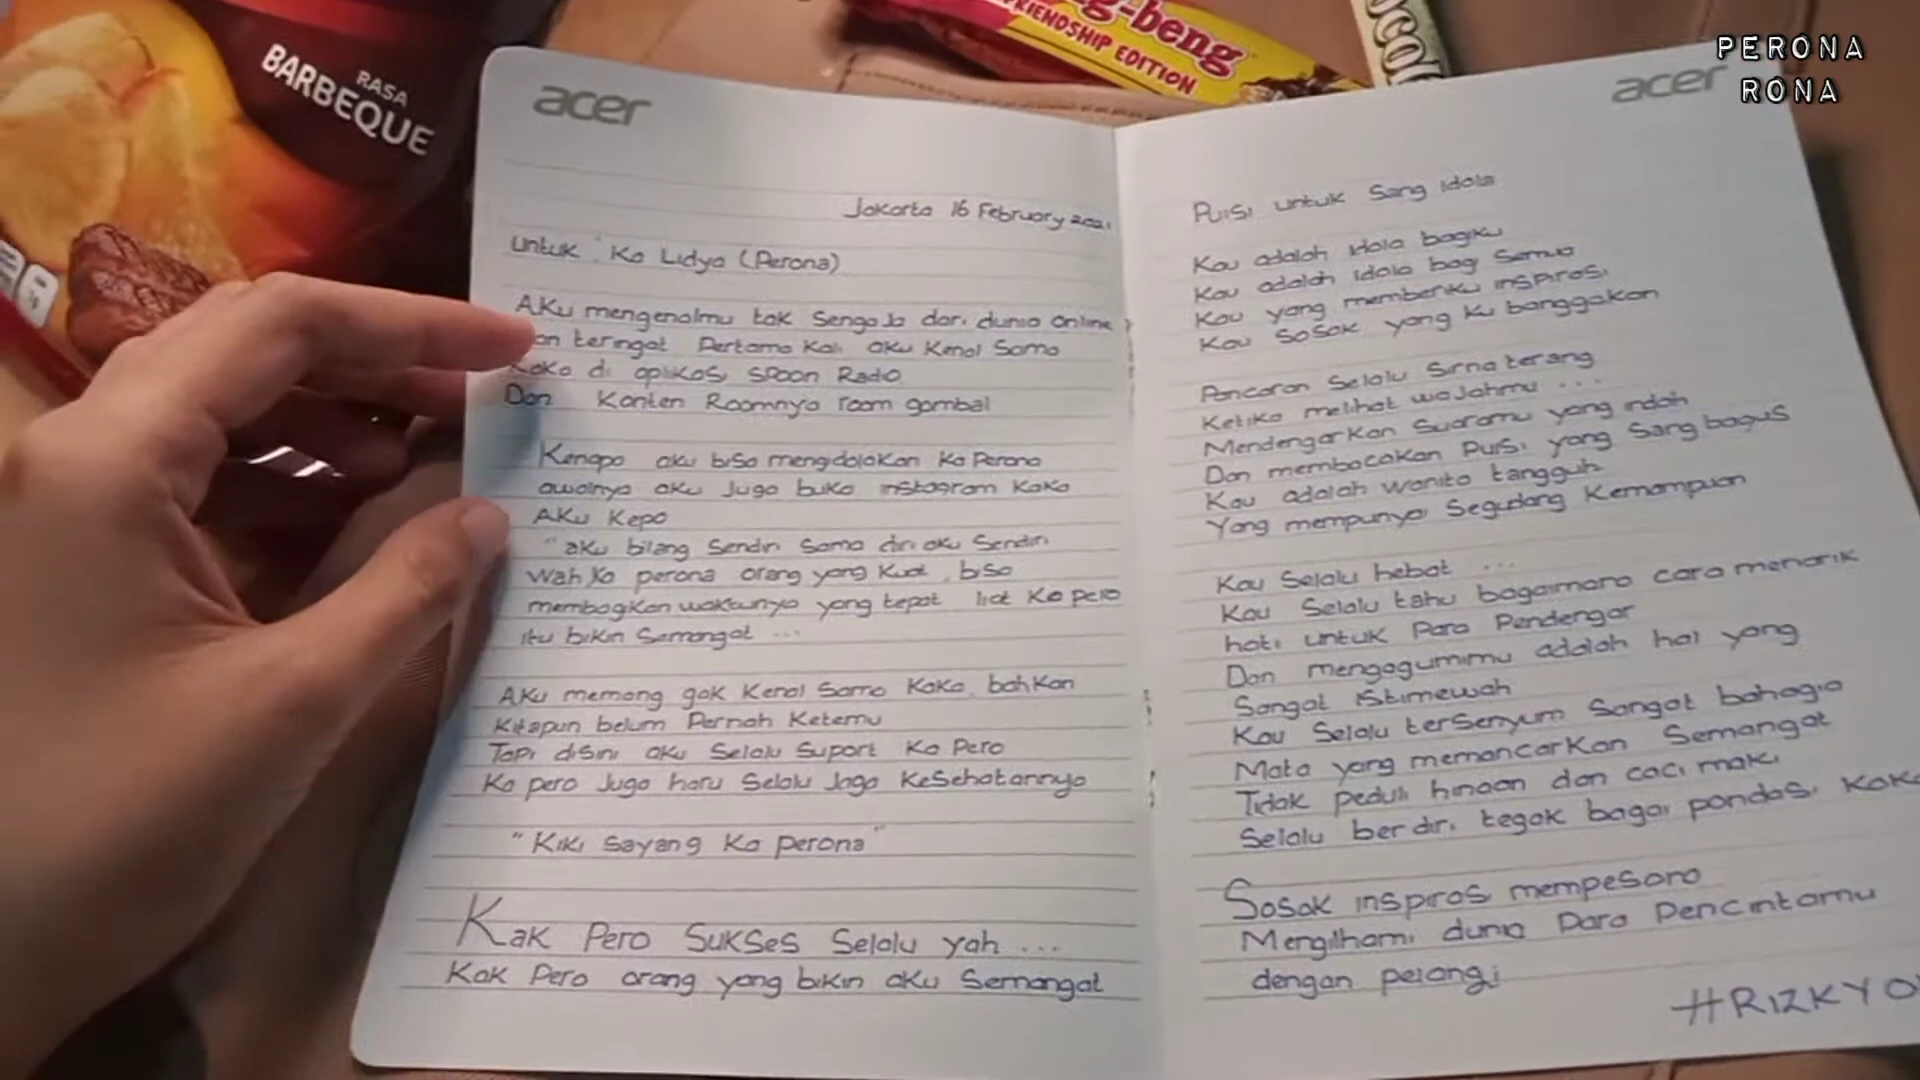 RASA
BARBEQUE
g-beng
FRIENDSHIP EDITION
PERONA
RONA
acer
Jakarta 16 February 2021
Untuk Ka Lidya (Perona)
Aku mengenalmu tak sengaja dari dunia online
teringat Pertama Kali aku Kenal Sama
Kaka di aplikasi SPOON Radio
Dan Konten Roomnya room gombal
Kenapa aku bisa mengidolakan Ka Perona
awalnya aku Juga buka instagram Kaka
AKu Kepo
"aku bilang Sendiri Sama diri aku Sendiri
Wah Ka perona orang yang Kuat, bisa
membagikan waktunya yang tepat liat Ka pero
itu bikin Semangat ...
AKu memang gak Kenal Sama Kaka, bahkan
Kitapun belum Pernah Ketemu
Tapi disini aku Selalu Suport Ka Pero
Ka pero Juga haru Selalu Jaga Kesehatannya
"Kiki Sayang Ka perona"
Kak Pero Sukses Selalu yah ...
Kak Pero orang yang bikin aku Semangat
acer
Puisi untuk Sang idola
Kau adalah idola bagiku
Kau adalah idola bagi Semua
Kau yang memberiku inspirasi
Kau Sosok yang Ku banggakan
Pancaran Selalu Sirna terang
Ketika melihat wajahmu ...
Mendengarkan Suaramu yang indah
Dan membacakan Puisi yang Sang bagus
Kau adalah wanita tangguh
Yang mempunyai Segudang Kemampuan
Kau Selalu hebat ...
Kau Selalu tahu bagaimana cara menarik
hati untuk Para Pendengar
Dan mengagumimu adalah hal yang
Sangat istimewah
Kau Selalu tersenyum Sangat bahagia
Mata yang memancarkan Semangat
Tidak peduli hinaan dan caci maki
Selalu berdiri tegak bagai pondasi Kak
Sosok inspiros mempesona
Mengilhami dunia Para Pencintamu
dengan pelangi
#RIZKYO